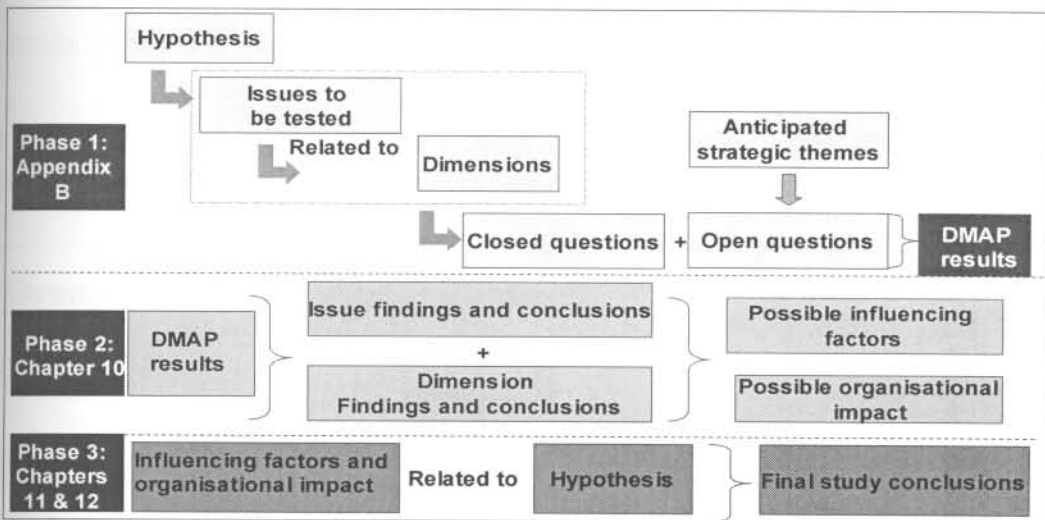 Hypothesis
Issues to
be tested
Related to
Dimensions
Anticipated
strategic themes
Phase 1:
Appendix
B
Closed questions + Open questions
DMAP
results
Phase 2:
Chapter 10
DMAP
results
Issue findings and conclusions
+
Dimension
Findings and conclusions
Possible influencing
factors
Possible organisational
impact
Phase 3:
Chapters
11 & 12
Influencing factors and
organisational impact
Related to
Hypothesis
Final study conclusions